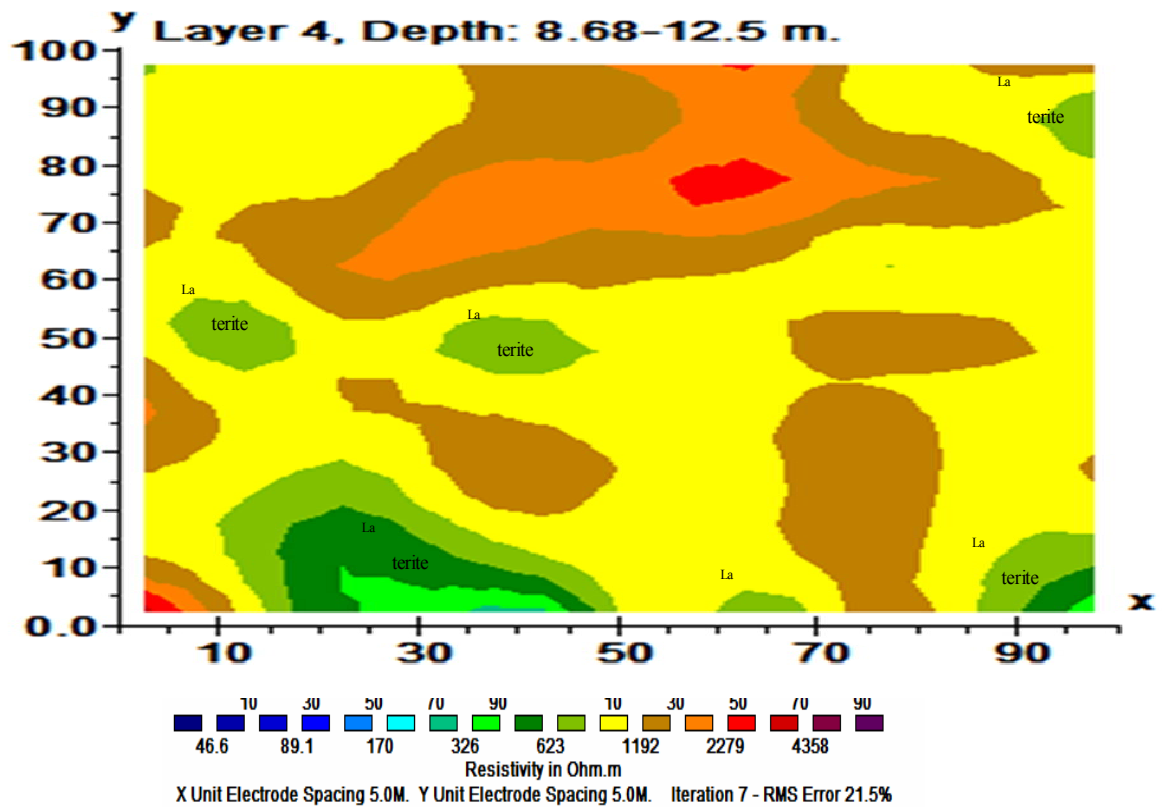 y Layer 4, Depth: 8.68-12.5 m.
100
90
La
terite
80
70
60
La
La
terite
50
terite
40
30
20
La
La
10
terite
La
terite
0.0
x
10 30 50 70 90
10 30 50 70 90 10 30 50 70 90
46.6 89.1 170 326 623 1192 2279 4358
Resistivity in Ohm.m
X Unit Electrode Spacing 5.0M. Y Unit Electrode Spacing 5.0M. Iteration 7 - RMS Error 21.5%